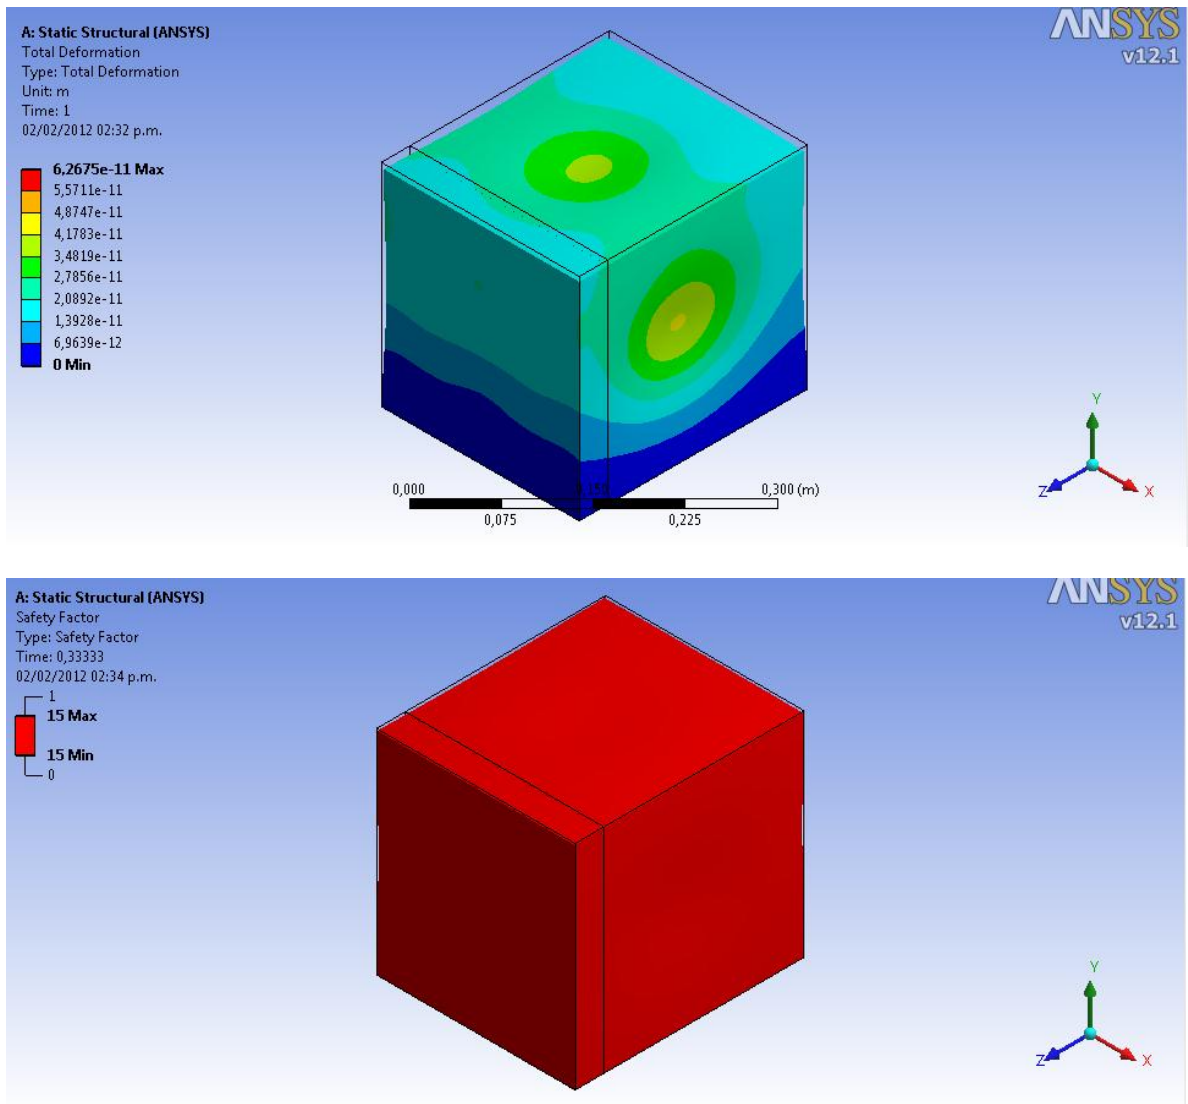 A: Static Structural (ANSYS)
Total Deformation
Type: Total Deformation
Unit: m
Time: 1
02/02/2012 02:32 p.m.
6,2675e-11 Max
5,5711e-11
4,8747e-11
4,1783e-11
3,4819e-11
2,7856e-11
2,0892e-11
1,3928e-11
6,9639e-12
0 Min
ANSYS
v12.1
0,000
0,300 (m)
0,075
0,225
Y
Z
X
A: Static Structural (ANSYS)
Safety Factor
Type: Safety Factor
Time: 0,33333
02/02/2012 02:34 p.m.
1
15 Max
15 Min
0
ANSYS
v12.1
Y
Z
X